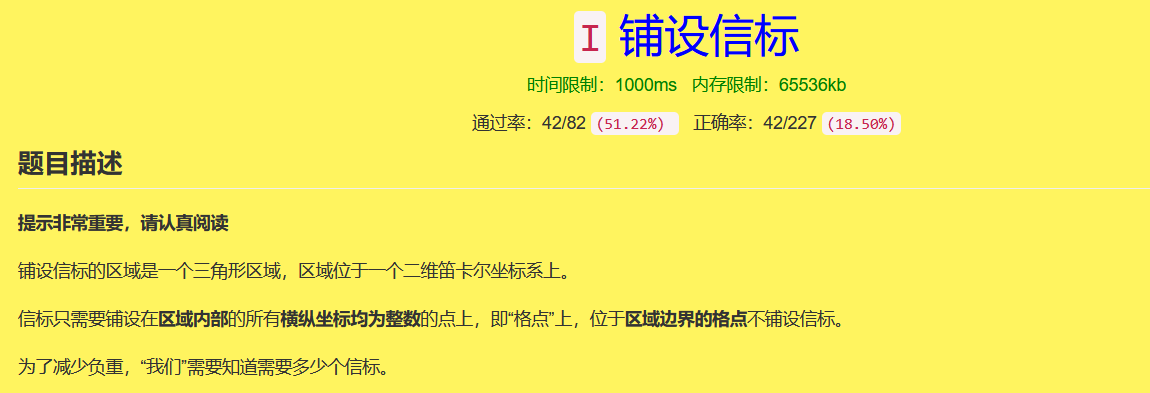 I 铺设信标
时间限制：1000ms 内存限制：65536kb
通过率：42/82 (51.22%) 正确率：42/227 (18.50%)
题目描述
提示非常重要，请认真阅读
铺设信标的区域是一个三角形区域，区域位于一个二维笛卡尔坐标系上。
信标只需要铺设在区域内部的所有横纵坐标均为整数的点上，即“格点”上，位于区域边界的格点不铺设信标。
为了减少负重，“我们”需要知道需要多少个信标。